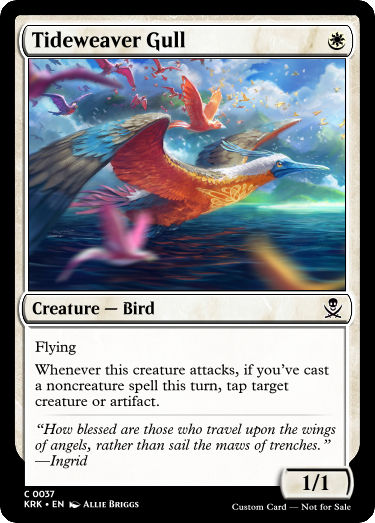 Tideweaver Gull
Creature — Bird
Flying
Whenever this creature attacks, if you’ve cast
a noncreature spell this turn, tap target
creature or artifact.
“How blessed are those who travel upon the wings
of angels, rather than sail the maws of trenches.”
—Ingrid
1/1
C 0037
KRK • EN Allie Briggs
Custom Card — Not for Sale